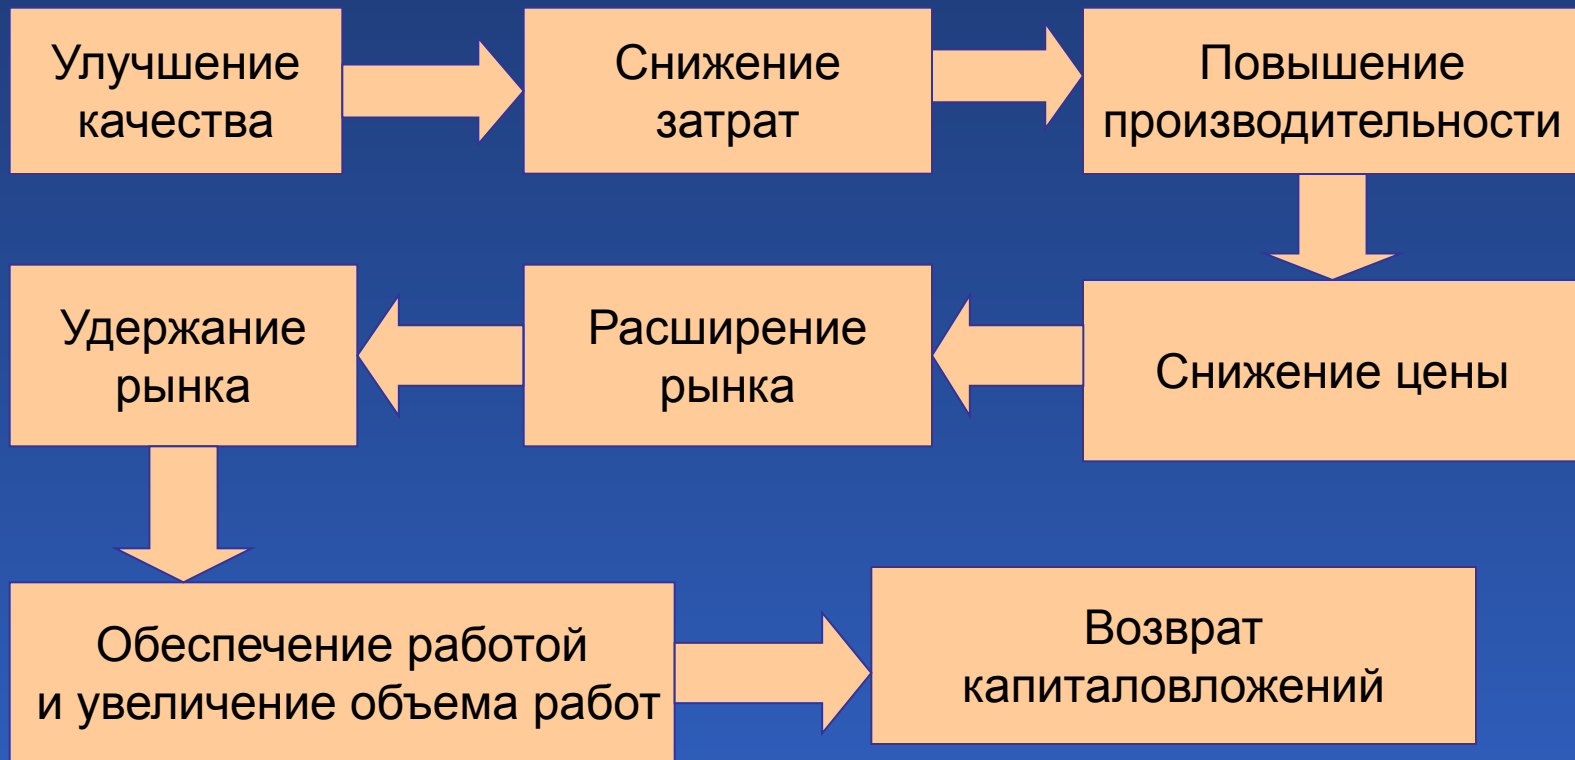 Улучшение
качества
Снижение
затрат
Повышение
производительности
Снижение цены
Расширение
рынка
Удержание
рынка
Обеспечение работой
и увеличение объема работ
Возврат
капиталовложений